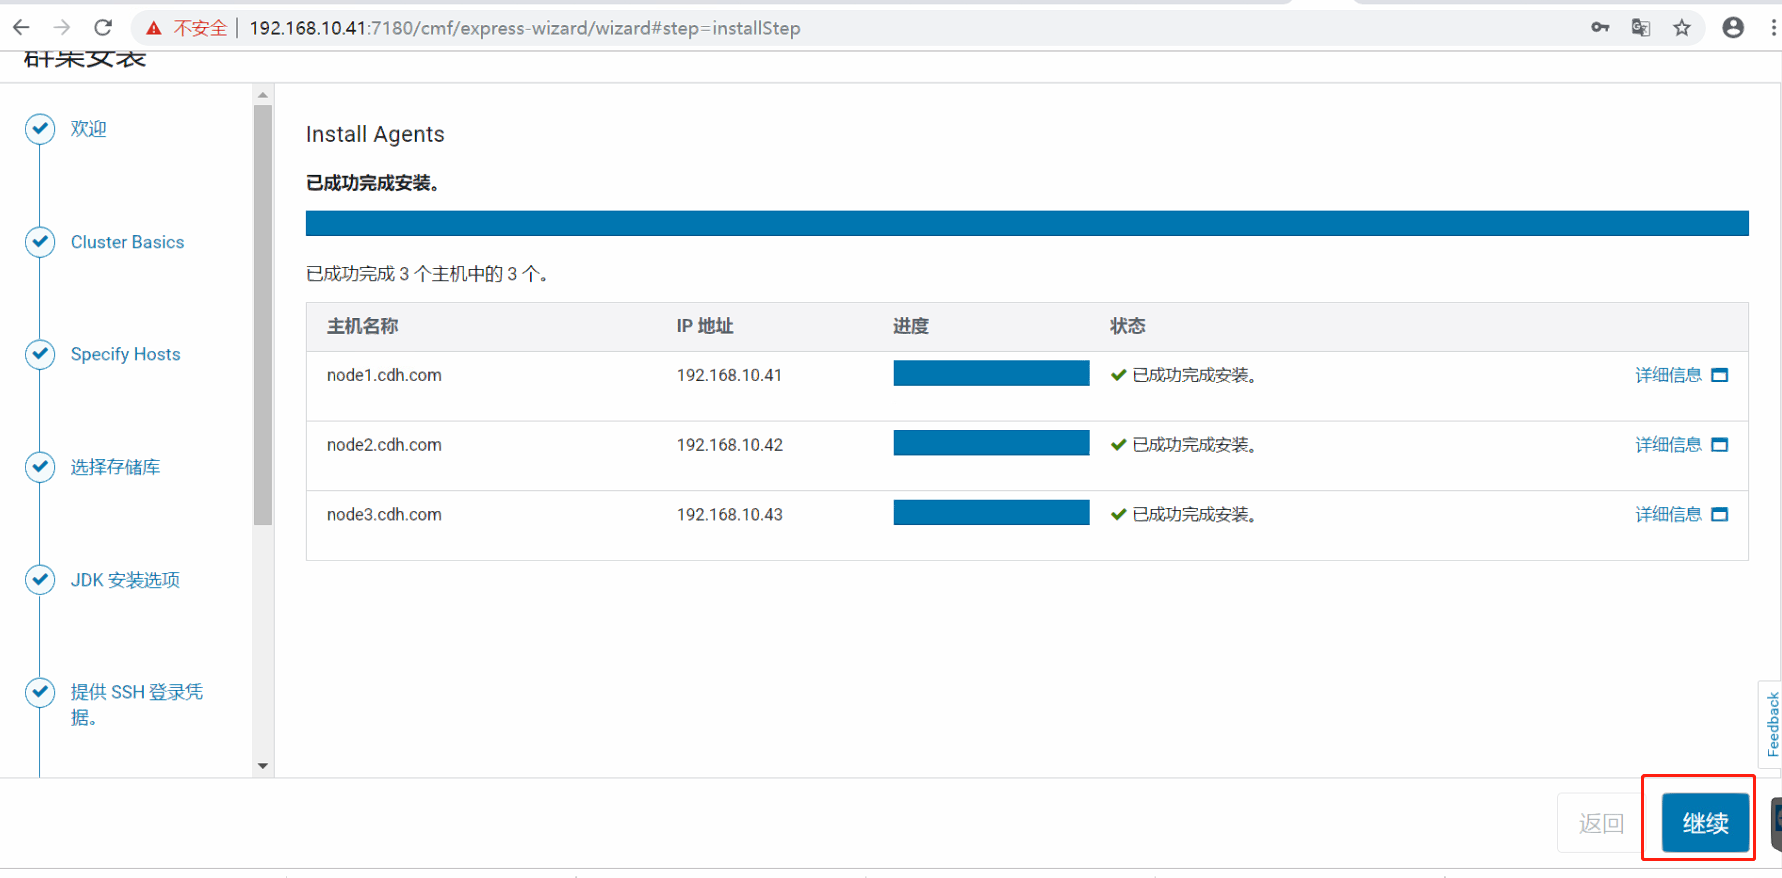 不安全 | 192.168.10.41:7180/cmf/express-wizard/wizard#step=installStep
群集安装
欢迎
Cluster Basics
Specify Hosts
选择存储库
JDK 安装选项
提供 SSH 登录凭
据。
Install Agents
已成功完成安装。
已成功完成 3 个主机中的 3 个。
主机名称 IP 地址 进度 状态
node1.cdh.com 192.168.10.41 已成功完成安装。 详细信息
node2.cdh.com 192.168.10.42 已成功完成安装。 详细信息
node3.cdh.com 192.168.10.43 已成功完成安装。 详细信息
Feedback
返回 继续